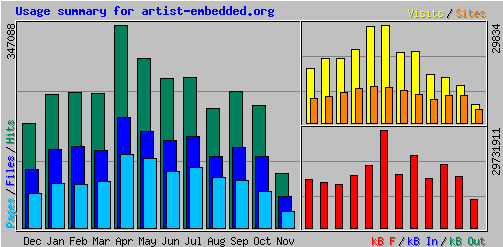 Usage summary for artist-embedded.org
Visits / Sites
347088
29834
Pages / Files / Hits
29731911
Dec Jan Feb Mar Apr May Jun Jul Aug Sep Oct Nov
kB F / kB In / kB Out